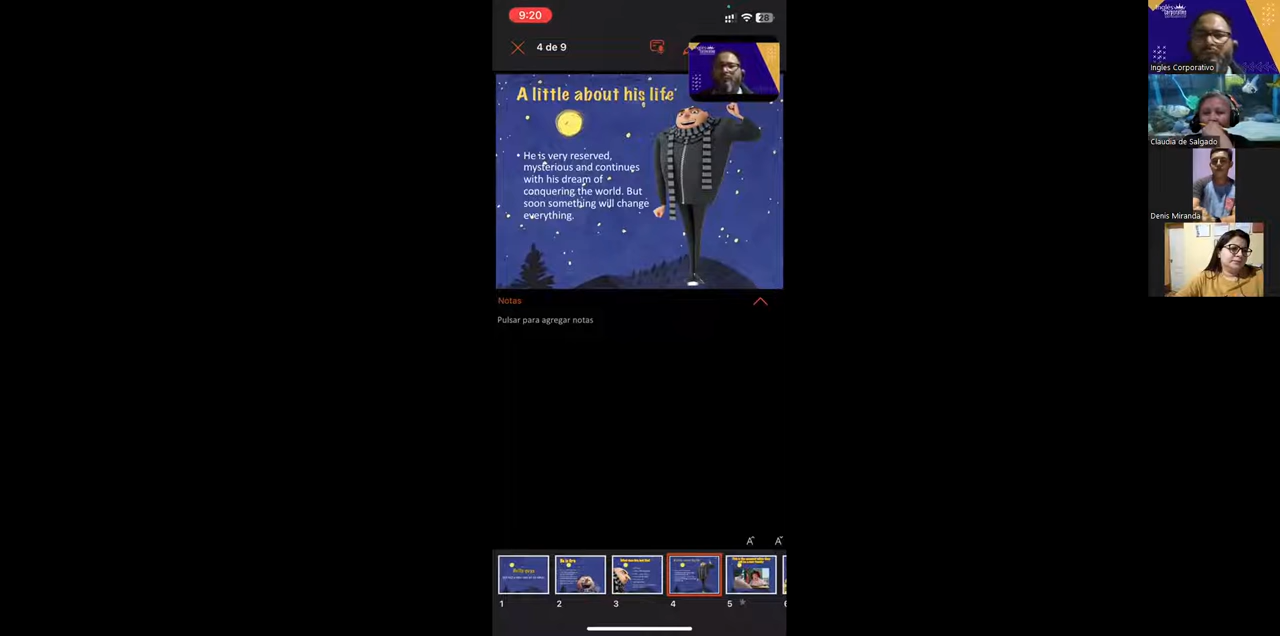 9:20
28
4 de 9
A little about his life
• He is very reserved,
mysterious and continues
with his dream of
conquering the world. But
soon something will change
everything.
Notas
Pulsar para agregar notas
1
2
3
4
5
6
Ingles Corporativo
Claudia de Salgado
Denis Miranda